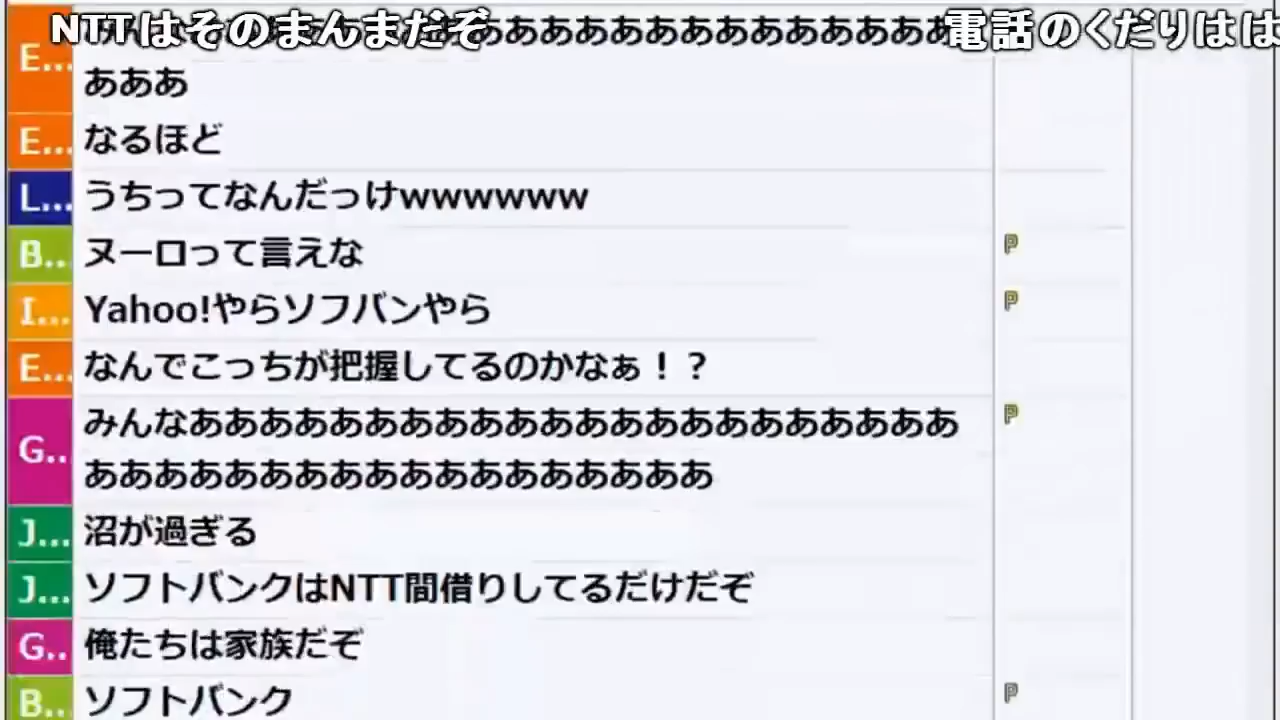 NTTはそのまんまだぞ
電話のくだりはは
ああああああああああああああ
E...
あああ
E...
なるほど
L...
うちってなんだっけwwwwww
B..
ヌーロって言えな
P
I...
Yahoo!やらソフバンやら
P
E...
なんでこっちが把握してるのかなぁ！？
G..
みんなああああああああああああああああああああああ
P
ああああああああああああああああああ
J...
沼が過ぎる
J...
ソフトバンクはNTT間借りしてるだけだぞ
G..
俺たちは家族だぞ
B..
ソフトバンク
P